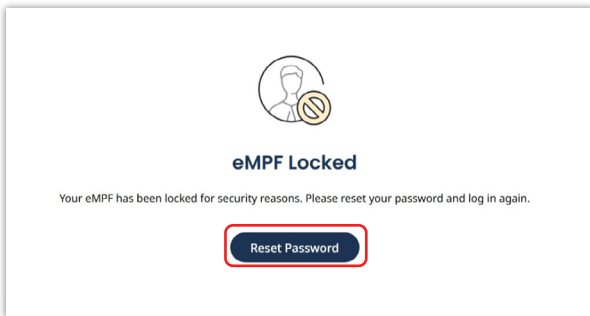 eMPF Locked
Your eMPF has been locked for security reasons. Please reset your password and log in again.
Reset Password